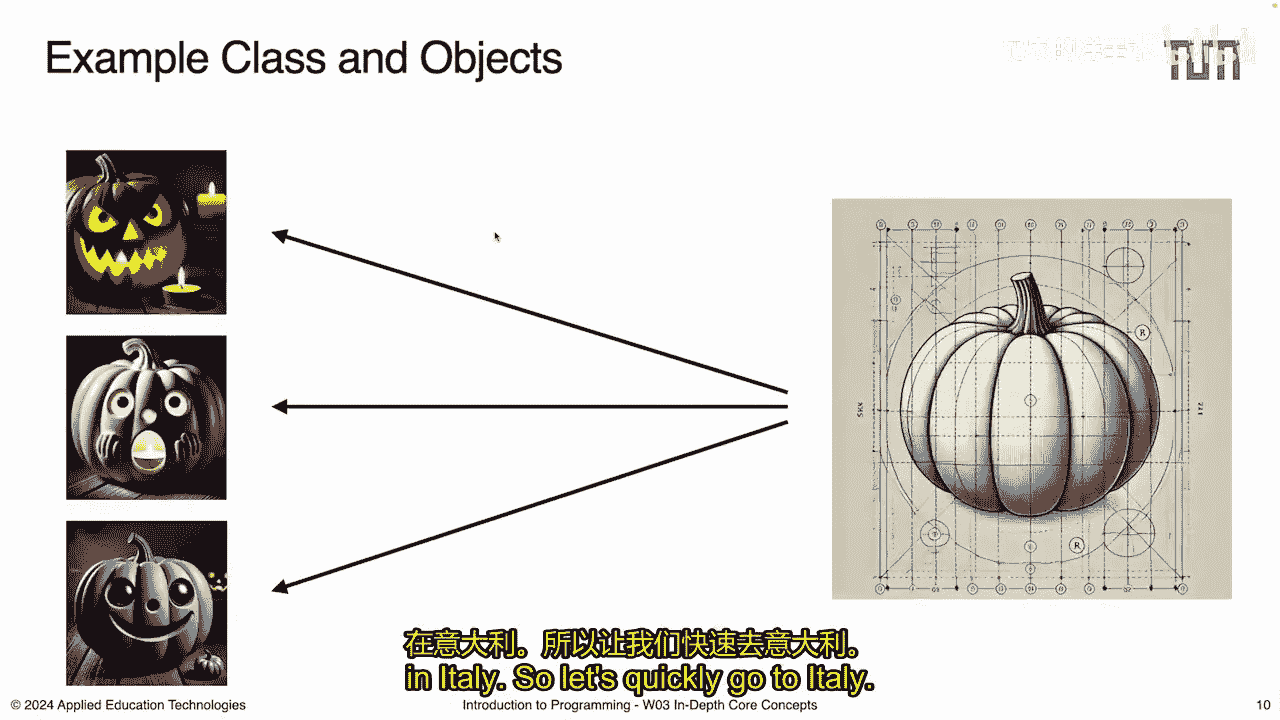 Example Class and Objects
TUM
R
R
在意大利。所以让我们快速去意大利。
in Italy. So let's quickly go to Italy.
© 2024 Applied Education Technologies
Introduction to Programming - W03 In-Depth Core Concepts
10